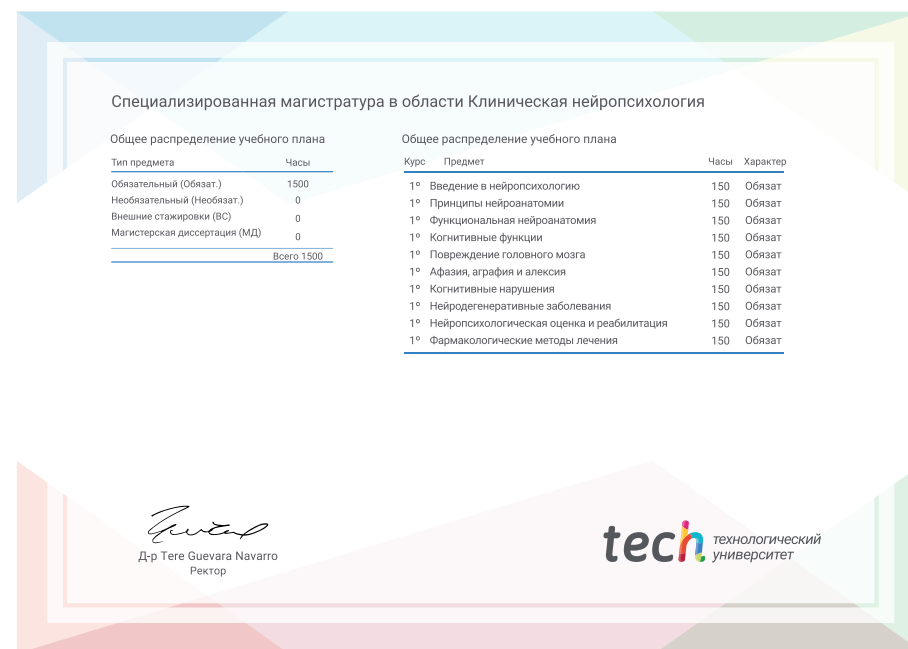 Специализированная магистратура в области Клиническая нейропсихология
Общее распределение учебного плана
Тип предмета Часы
Обязательный (Обязат.) 1500
Необязательный (Необязат.) 0
Внешние стажировки (ВС) 0
Магистерская диссертация (МД) 0
Всего 1500
Общее распределение учебного плана
Курс Предмет Часы Характер
1º Введение в нейропсихологию 150 Обязат
1º Принципы нейроанатомии 150 Обязат
1º Функциональная нейроанатомия 150 Обязат
1º Когнитивные функции 150 Обязат
1º Повреждение головного мозга 150 Обязат
1º Афазия, аграфия и алексия 150 Обязат
1º Когнитивные нарушения 150 Обязат
1º Нейродегенеративные заболевания 150 Обязат
1º Нейропсихологическая оценка и реабилитация 150 Обязат
1º Фармакологические методы лечения 150 Обязат
Д-р Tere Guevara Navarro
Ректор
tech технологический
университет